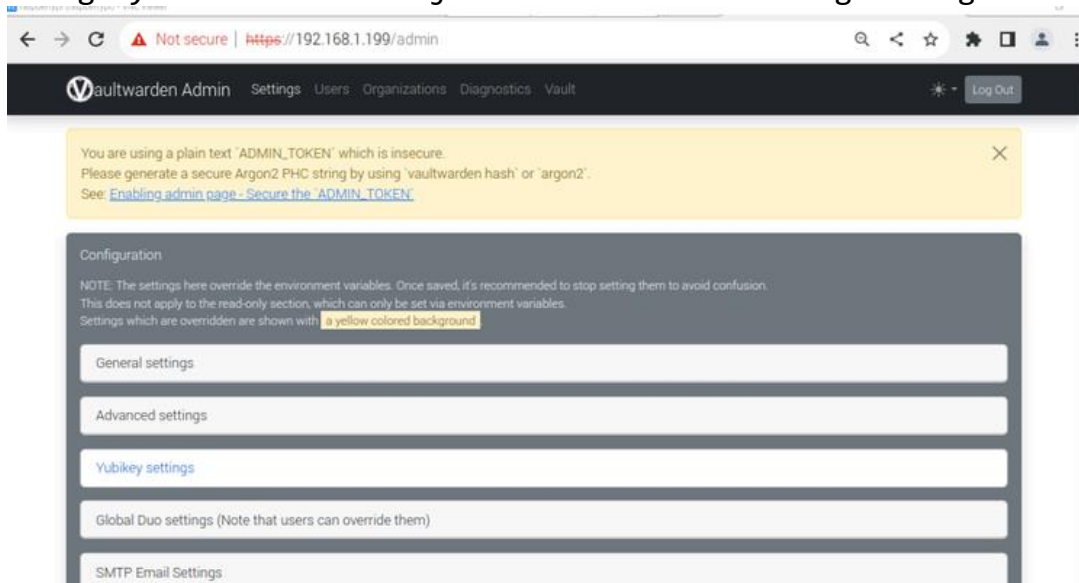 Not secure | https://192.168.1.199/admin
Vaultwarden Admin Settings Users Organizations Diagnostics Vault Log Out
You are using a plain text `ADMIN_TOKEN` which is insecure.
Please generate a secure Argon2 PHC string by using `vaultwarden hash` or `argon2`.
See: Enabling admin page - Secure the `ADMIN_TOKEN`
Configuration
NOTE: The settings here override the environment variables. Once saved, it's recommended to stop setting them to avoid confusion.
This does not apply to the read-only section, which can only be set via environment variables.
Settings which are overridden are shown with a yellow colored background.
General settings
Advanced settings
Yubikey settings
Global Duo settings (Note that users can override them)
SMTP Email Settings